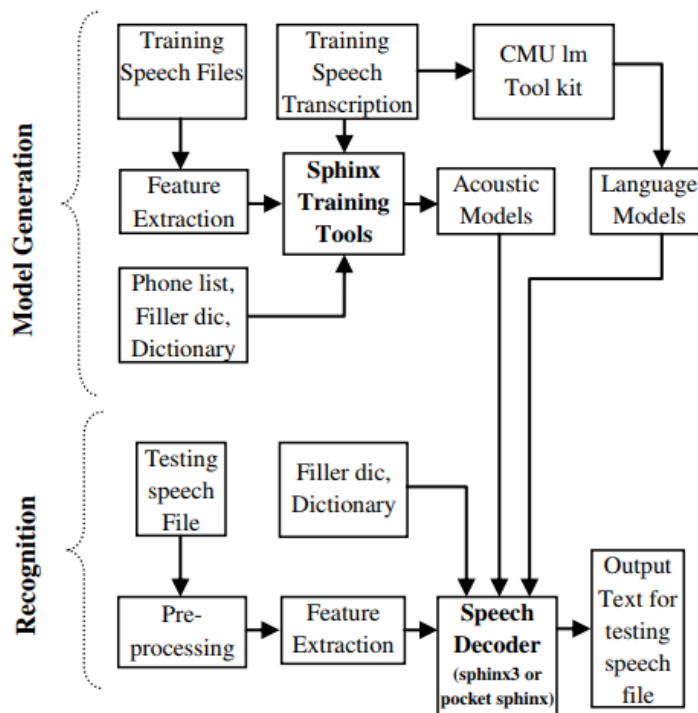 Model Generation
Training
Speech Files
Training
Speech
Transcription
CMU lm
Tool kit
Feature
Extraction
Sphinx
Training
Tools
Acoustic
Models
Language
Models
Phone list,
Filler dic,
Dictionary
Recognition
Testing
speech
File
Filler dic,
Dictionary
Pre-
processing
Feature
Extraction
Speech
Decoder
(sphinx3 or
pocket sphinx)
Output
Text for
testing
speech
file